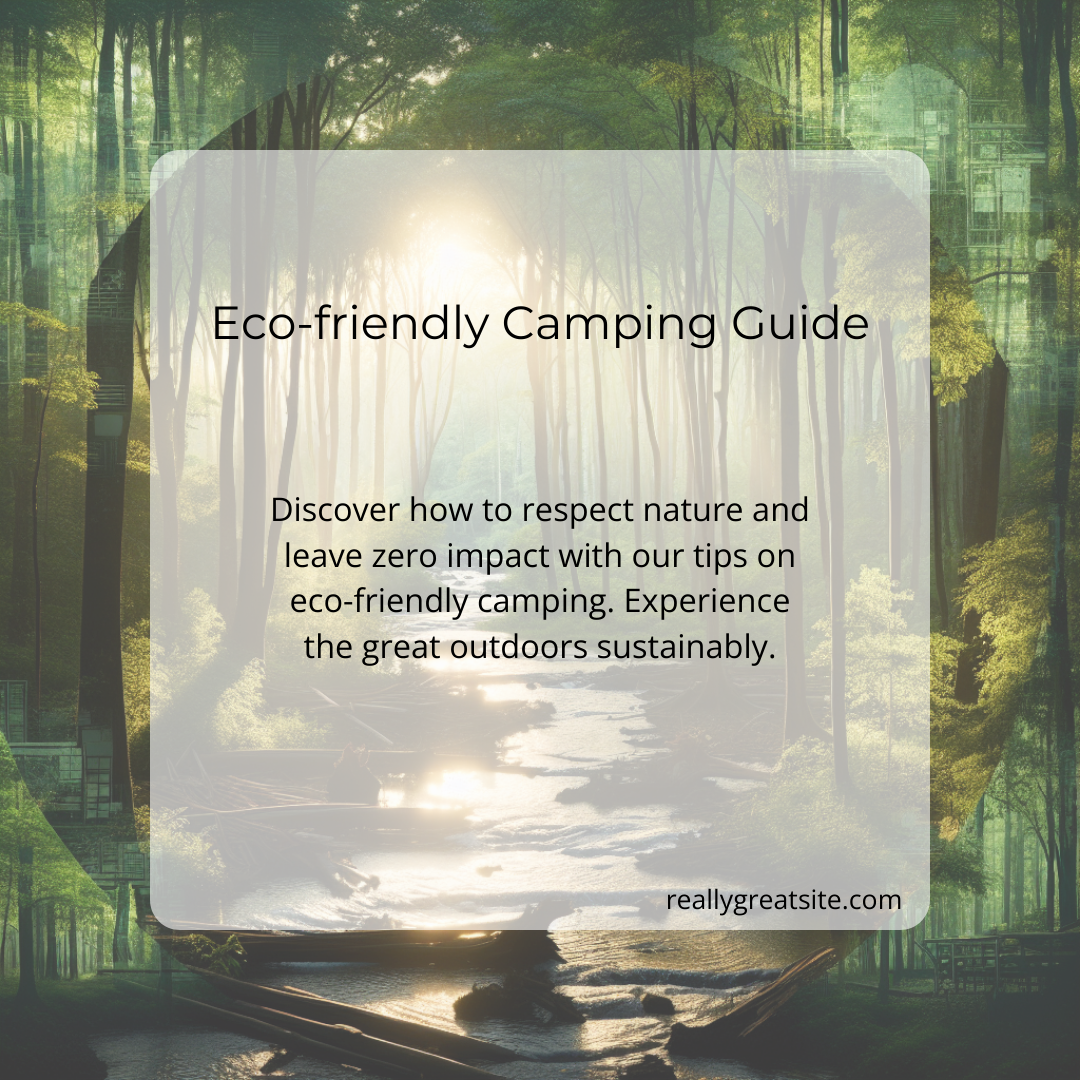 Eco-friendly Camping Guide
Discover how to respect nature and
leave zero impact with our tips on
eco-friendly camping. Experience
the great outdoors sustainably.
reallygreatsite.com